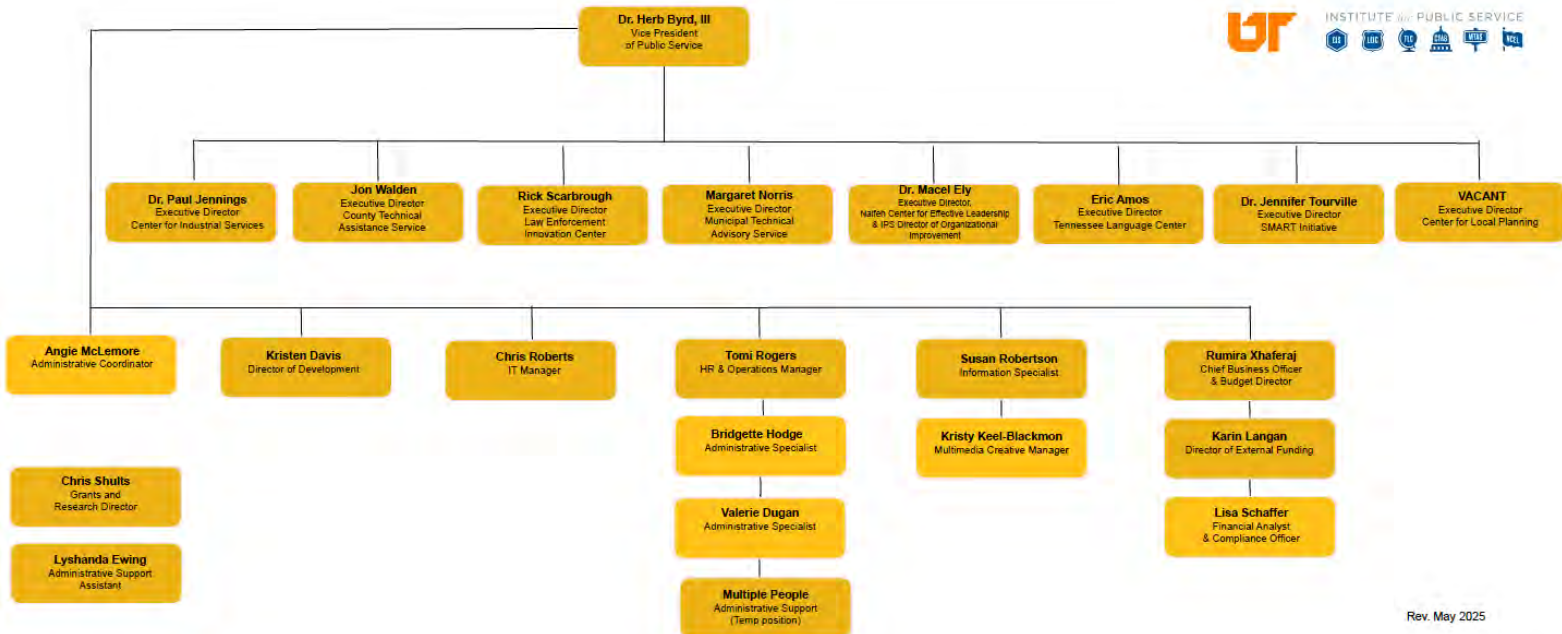 Dr. Herb Byrd, III
Vice President
of Public Service
UT
INSTITUTE for PUBLIC SERVICE
CIS
LEIC
TLC
CTAS
MTAS
NCEL
Dr. Paul Jennings
Executive Director
Center for Industrial Services
Jon Walden
Executive Director
County Technical
Assistance Service
Rick Scarbrough
Executive Director
Law Enforcement
Innovation Center
Margaret Norris
Executive Director
Municipal Technical
Advisory Service
Dr. Macel Ely
Executive Director,
Naifeh Center for Effective Leadership
& IPS Director of Organizational
Improvement
Eric Amos
Executive Director
Tennessee Language Center
Dr. Jennifer Tourville
Executive Director
SMART Initiative
VACANT
Executive Director
Center for Local Planning
Angie McLemore
Administrative Coordinator
Kristen Davis
Director of Development
Chris Roberts
IT Manager
Tomi Rogers
HR & Operations Manager
Susan Robertson
Information Specialist
Rumira Xhaferaj
Chief Business Officer
& Budget Director
Bridgette Hodge
Administrative Specialist
Kristy Keel-Blackmon
Multimedia Creative Manager
Karin Langan
Director of External Funding
Chris Shults
Grants and
Research Director
Valerie Dugan
Administrative Specialist
Lisa Schaffer
Financial Analyst
& Compliance Officer
Lyshanda Ewing
Administrative Support
Assistant
Multiple People
Administrative Support
(Temp position)
Rev. May 2025